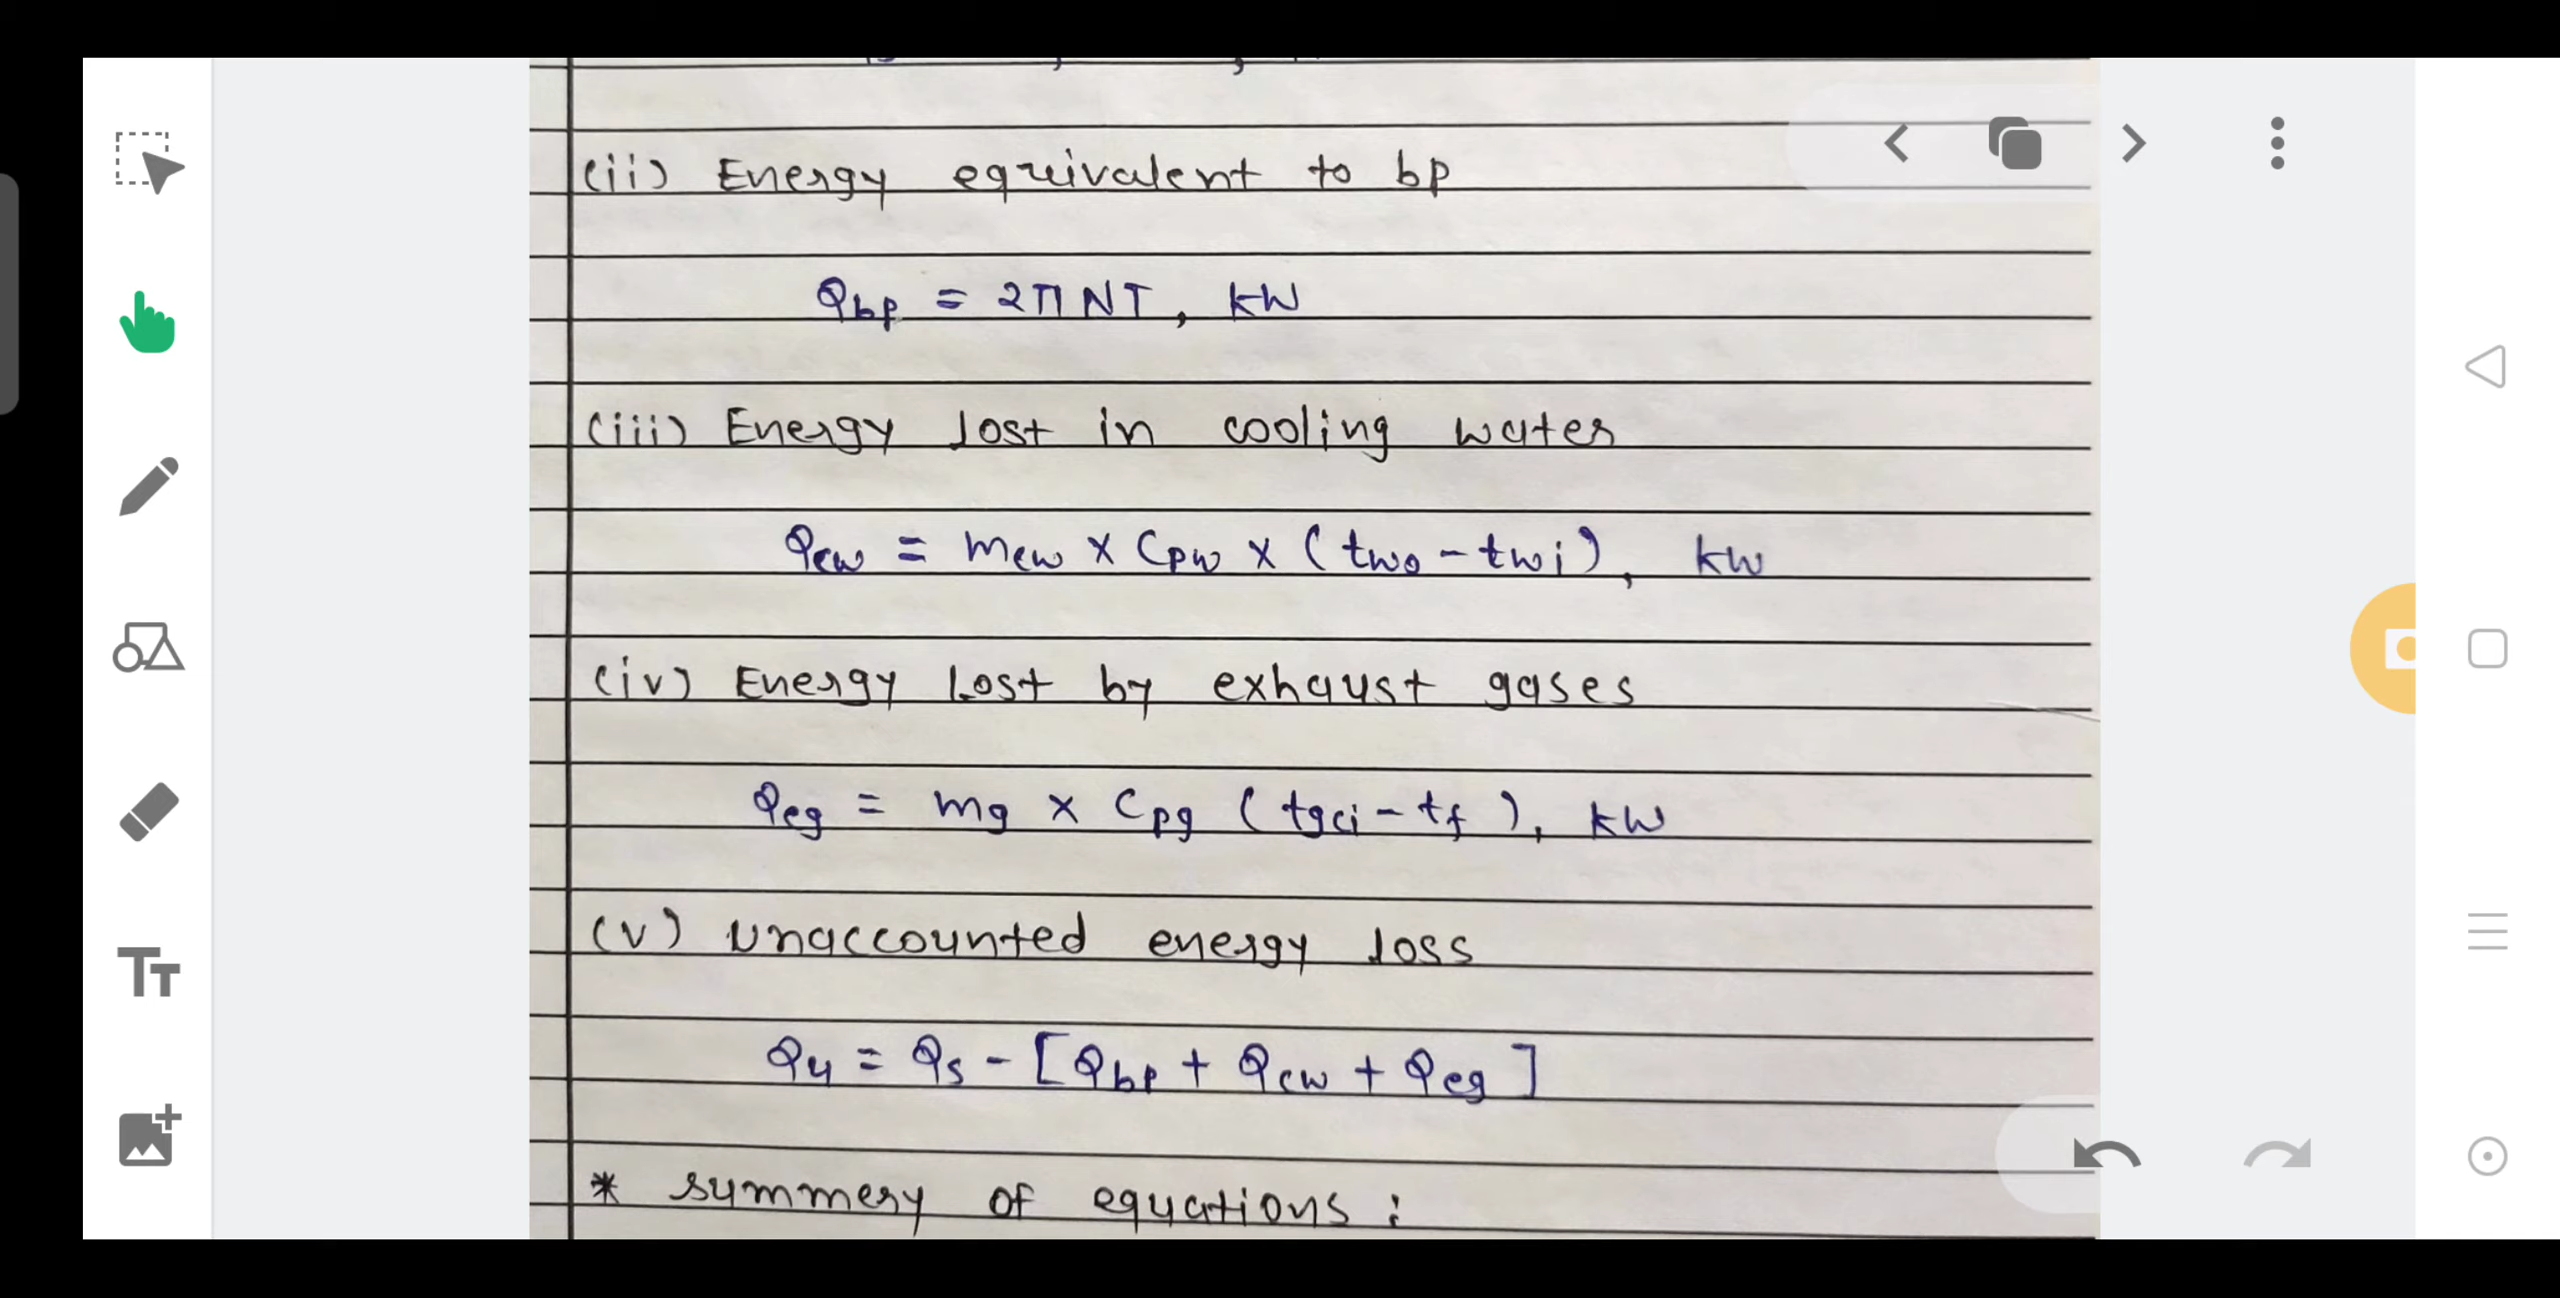 (ii) Energy equivalent to bp
Qbp = 2πNT, kW
(iii) Energy lost in cooling water
Qcw = mcw x Cpw x (two - twi), kw
(iv) Energy Lost by exhaust gases
Qeg = mg x Cpg (tgci - tf), kW
(v) Unaccounted energy loss
Qu = Qs - [Qbp + Qcw + Qeg]
* summery of equations :
TT